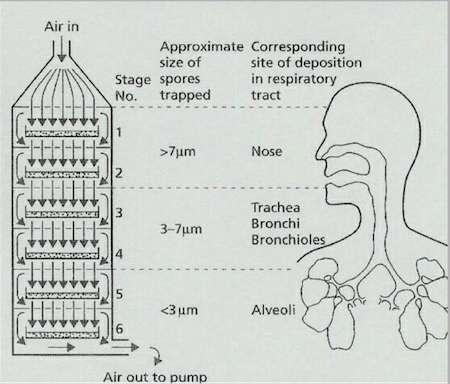 Air in
Approximate size of spores trapped
Corresponding site of deposition in respiratory tract
Stage No.
1
2
>7μm
Nose
3
4
3–7μm
Trachea
Bronchi
Bronchioles
5
6
<3μm
Alveoli
Air out to pump